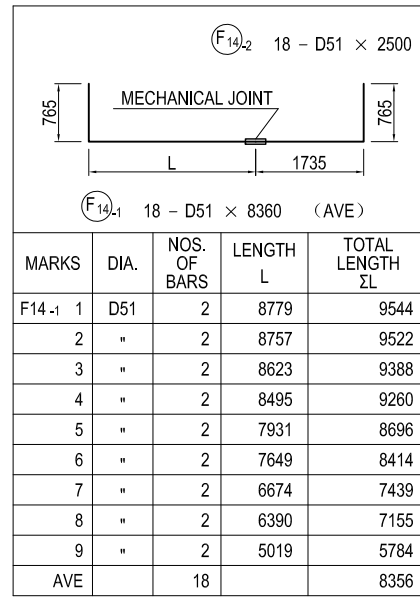 F14-2 18 – D51 × 2500
765 MECHANICAL JOINT 765
L 1735
F14-1 18 – D51 × 8360 (AVE)
MARKS DIA. NOS. OF BARS LENGTH L TOTAL LENGTH ΣL
F14-1 1 D51 2 8779 9544
2 " 2 8757 9522
3 " 2 8623 9388
4 " 2 8495 9260
5 " 2 7931 8696
6 " 2 7649 8414
7 " 2 6674 7439
8 " 2 6390 7155
9 " 2 5019 5784
AVE 18 8356